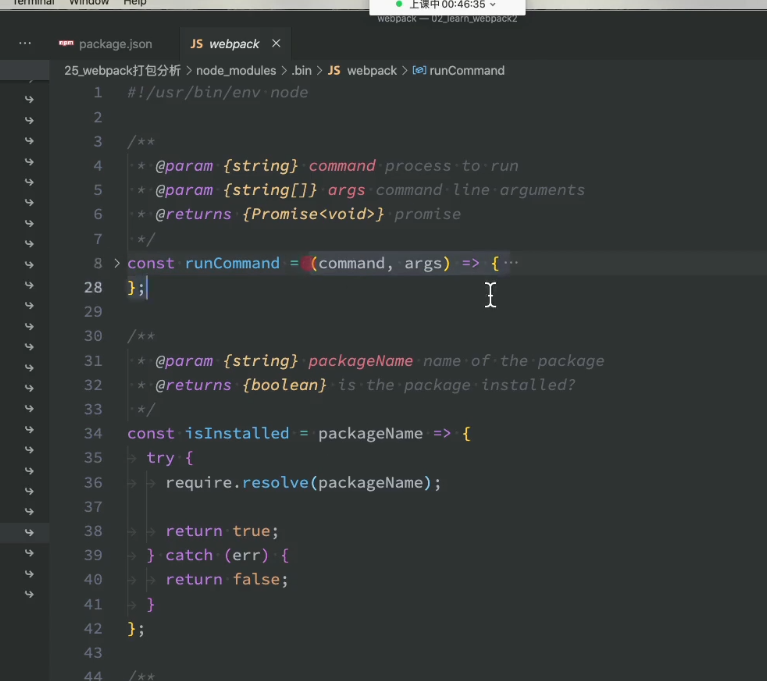 Terminal Window Help
上课中 00:46:35
webpack — 02_learn_webpack2
npm package.json JS webpack ×
25_webpack打包分析 > node_modules > .bin > JS webpack > runCommand
1 #!/usr/bin/env node
2
3 /**
4 * @param {string} command process to run
5 * @param {string[]} args command line arguments
6 * @returns {Promise<void>} promise
7 */
8 const runCommand = (command, args) => { ···
28 };
29
30 /**
31 * @param {string} packageName name of the package
32 * @returns {boolean} is the package installed?
33 */
34 const isInstalled = packageName => {
35 try {
36 require.resolve(packageName);
37
38 return true;
39 } catch (err) {
40 return false;
41 }
42 };
43
44 /**